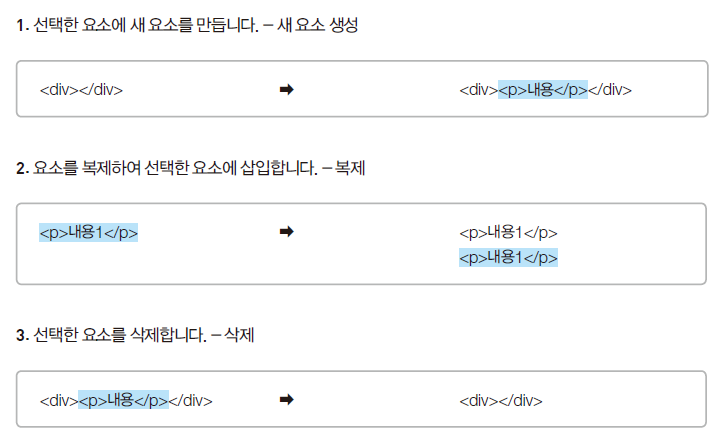 1. 선택한 요소에 새 요소를 만듭니다. – 새 요소 생성
<div></div> ➡ <div><p>내용</p></div>
2. 요소를 복제하여 선택한 요소에 삽입합니다. – 복제
<p>내용1</p> ➡ <p>내용1</p>
<p>내용1</p>
3. 선택한 요소를 삭제합니다. – 삭제
<div><p>내용</p></div> ➡ <div></div>